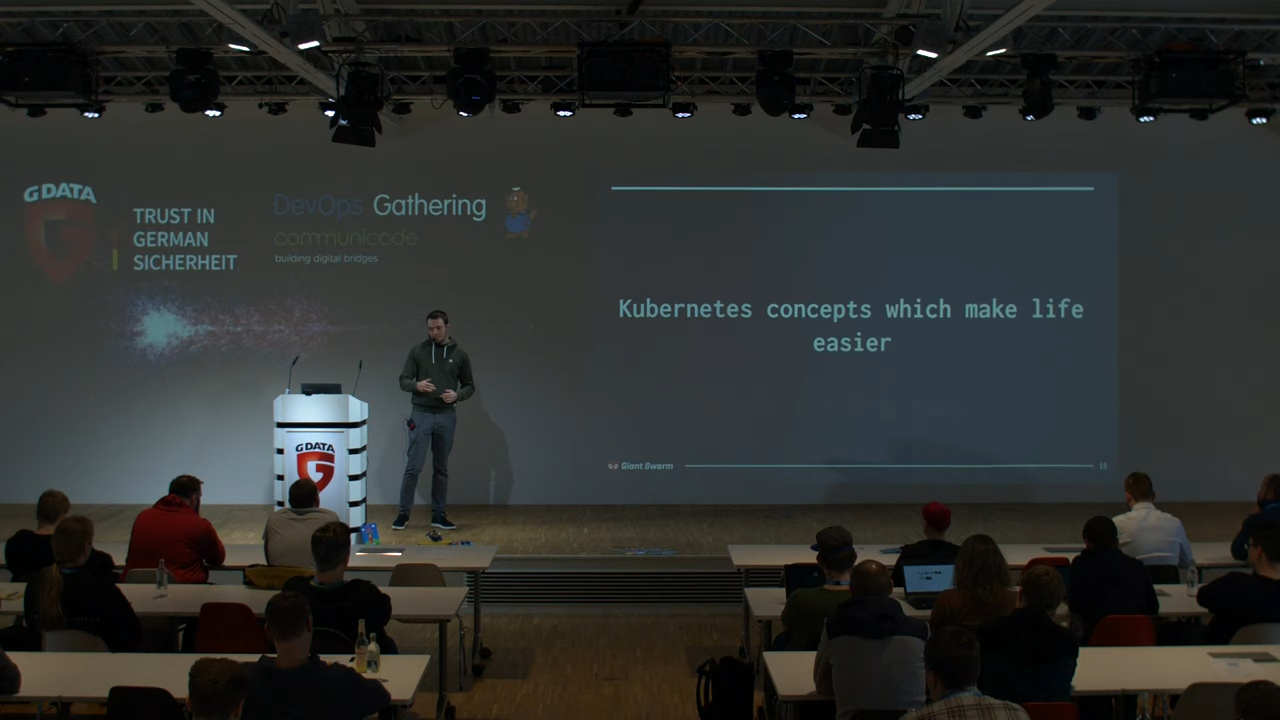 G DATA
TRUST IN
GERMAN
SICHERHEIT
DevOps Gathering
communicode
building digital bridges
Kubernetes concepts which make life
easier
Giant Swarm
15
G DATA